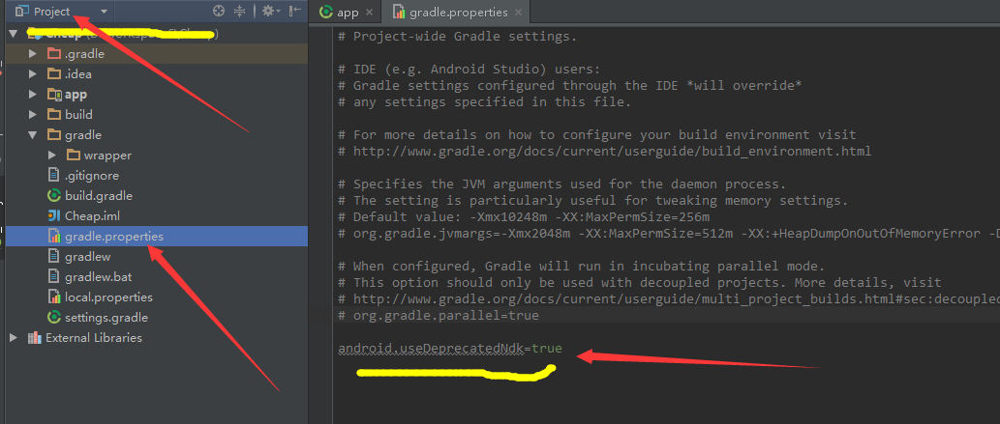 Project
app
gradle.properties
.gradle
.idea
app
build
gradle
wrapper
.gitignore
build.gradle
Cheap.iml
gradle.properties
gradlew
gradlew.bat
local.properties
settings.gradle
External Libraries
# Project-wide Gradle settings.
# IDE (e.g. Android Studio) users:
# Gradle settings configured through the IDE *will override*
# any settings specified in this file.
# For more details on how to configure your build environment visit
# http://www.gradle.org/docs/current/userguide/build_environment.html
# Specifies the JVM arguments used for the daemon process.
# The setting is particularly useful for tweaking memory settings.
# Default value: -Xmx10248m -XX:MaxPermSize=256m
# org.gradle.jvmargs=-Xmx2048m -XX:MaxPermSize=512m -XX:+HeapDumpOnOutOfMemoryError -D
# When configured, Gradle will run in incubating parallel mode.
# This option should only be used with decoupled projects. More details, visit
# http://www.gradle.org/docs/current/userguide/multi_project_builds.html#sec:decoupled
# org.gradle.parallel=true
android.useDeprecatedNdk=true